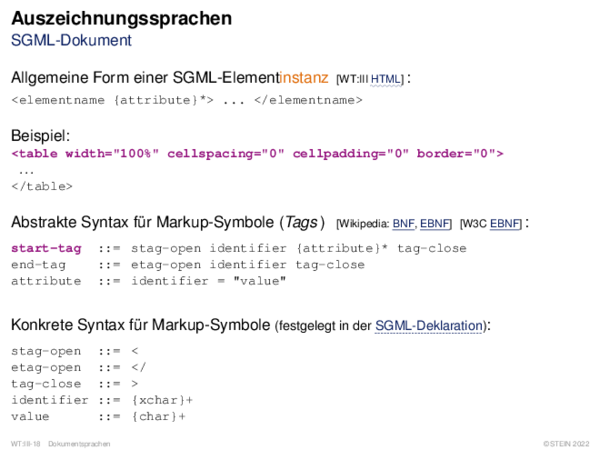 Auszeichnungssprachen
SGML-Dokument
Allgemeine Form einer SGML-Elementinstanz [WT:III HTML] :
<elementname {attribute}*> ... </elementname>
Beispiel:
<table width="100%" cellspacing="0" cellpadding="0" border="0">
...
</table>
Abstrakte Syntax für Markup-Symbole (Tags) [Wikipedia: BNF, EBNF] [W3C EBNF] :
start-tag ::= stag-open identifier {attribute}* tag-close
end-tag ::= etag-open identifier tag-close
attribute ::= identifier = "value"
Konkrete Syntax für Markup-Symbole (festgelegt in der SGML-Deklaration):
stag-open ::= <
etag-open ::= </
tag-close ::= >
identifier ::= {xchar}+
value ::= {char}+
WT:III-18 Dokumentsprachen ©STEIN 2022